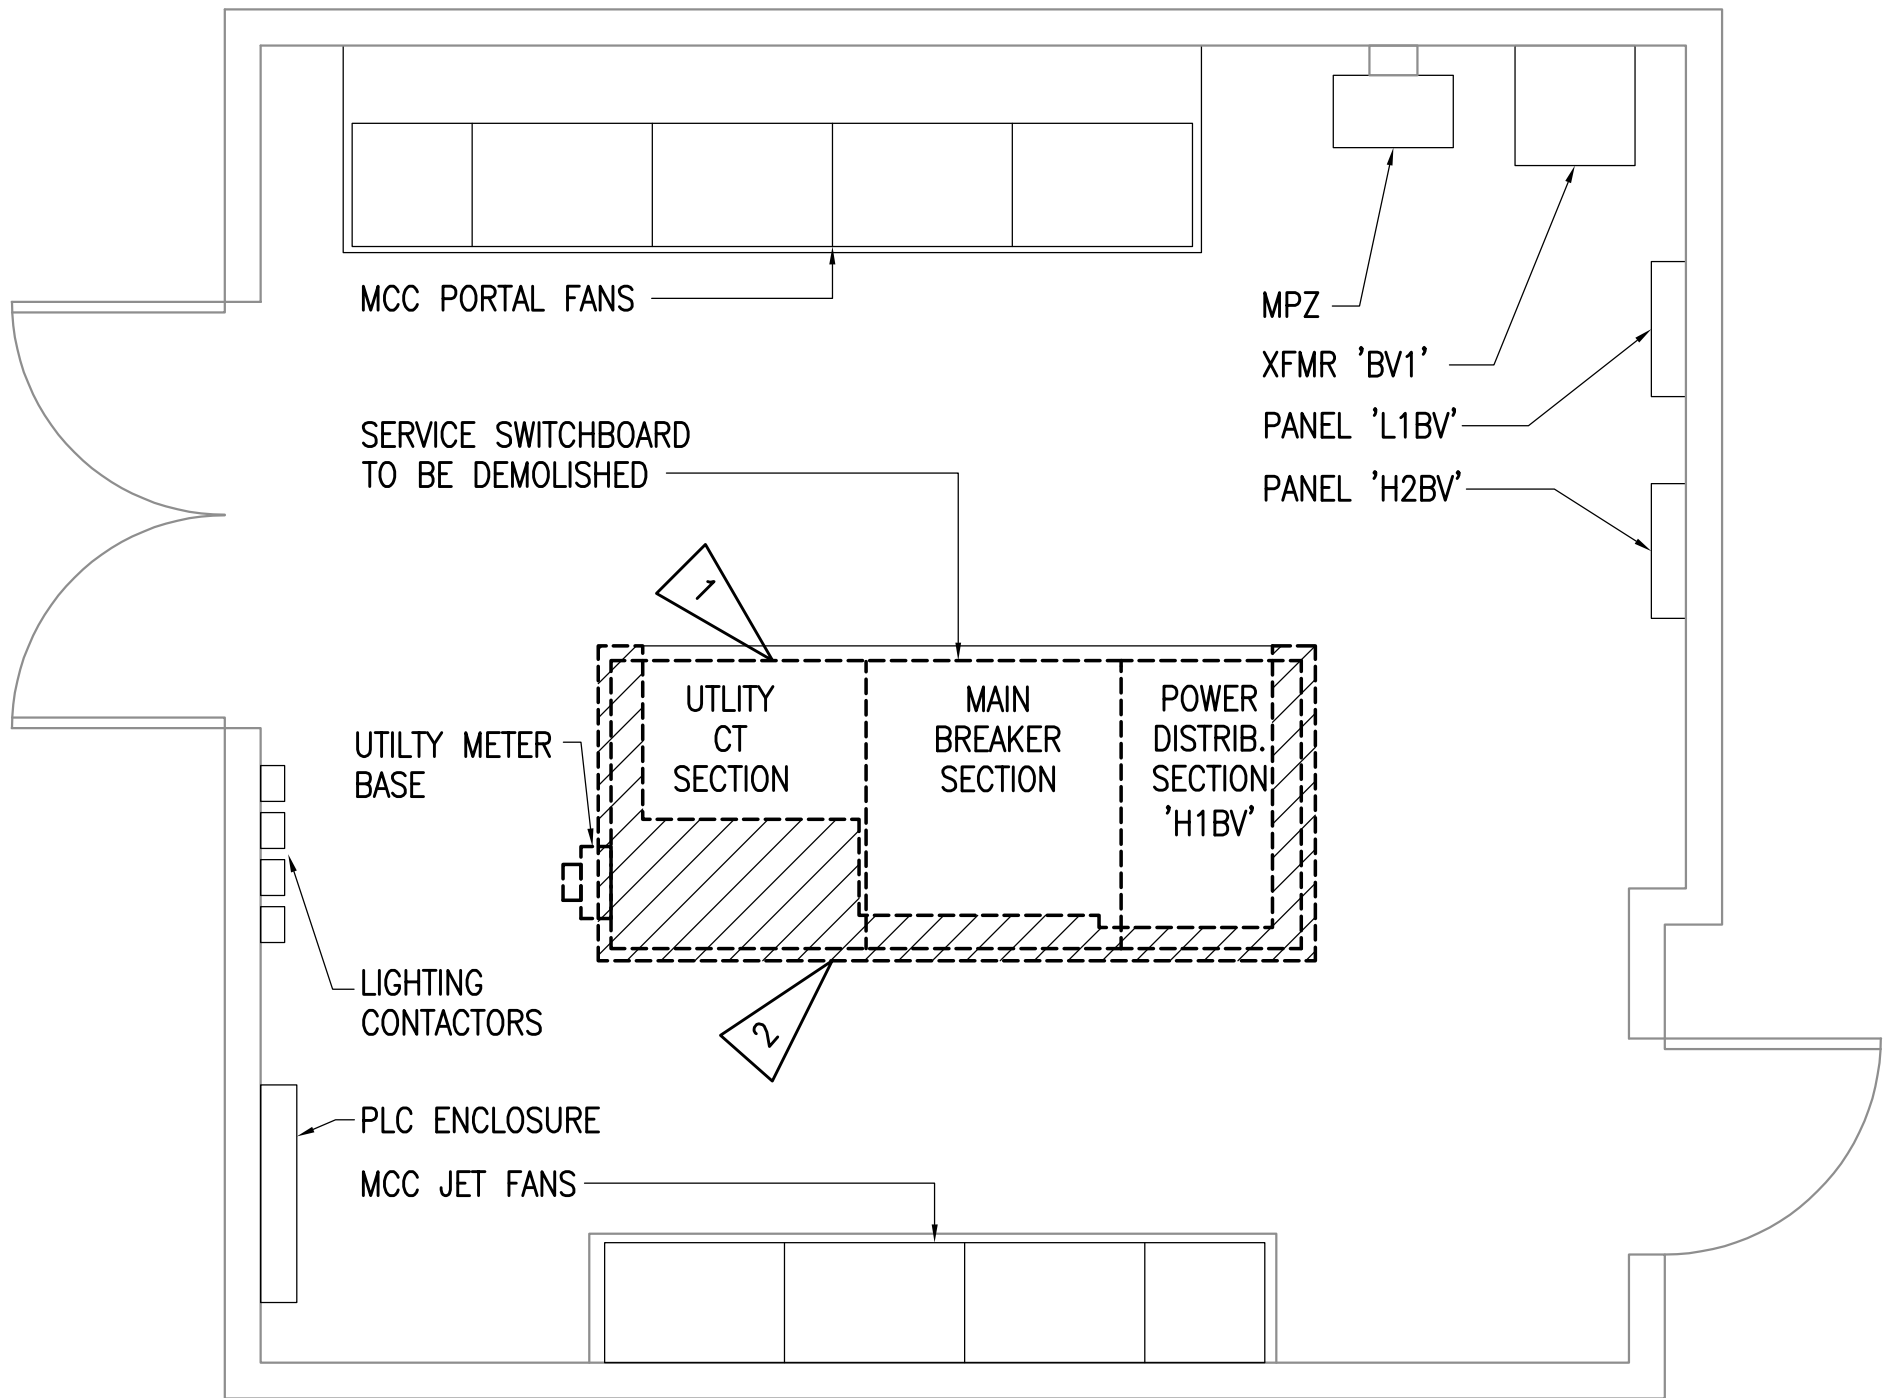 MCC PORTAL FANS
MPZ
XFMR 'BV1'
PANEL 'L1BV'
PANEL 'H2BV'
SERVICE SWITCHBOARD
TO BE DEMOLISHED
1
UTLITY
CT
SECTION
MAIN
BREAKER
SECTION
POWER
DISTRIB.
SECTION
'H1BV'
UTILTY METER
BASE
LIGHTING
CONTACTORS
2
PLC ENCLOSURE
MCC JET FANS